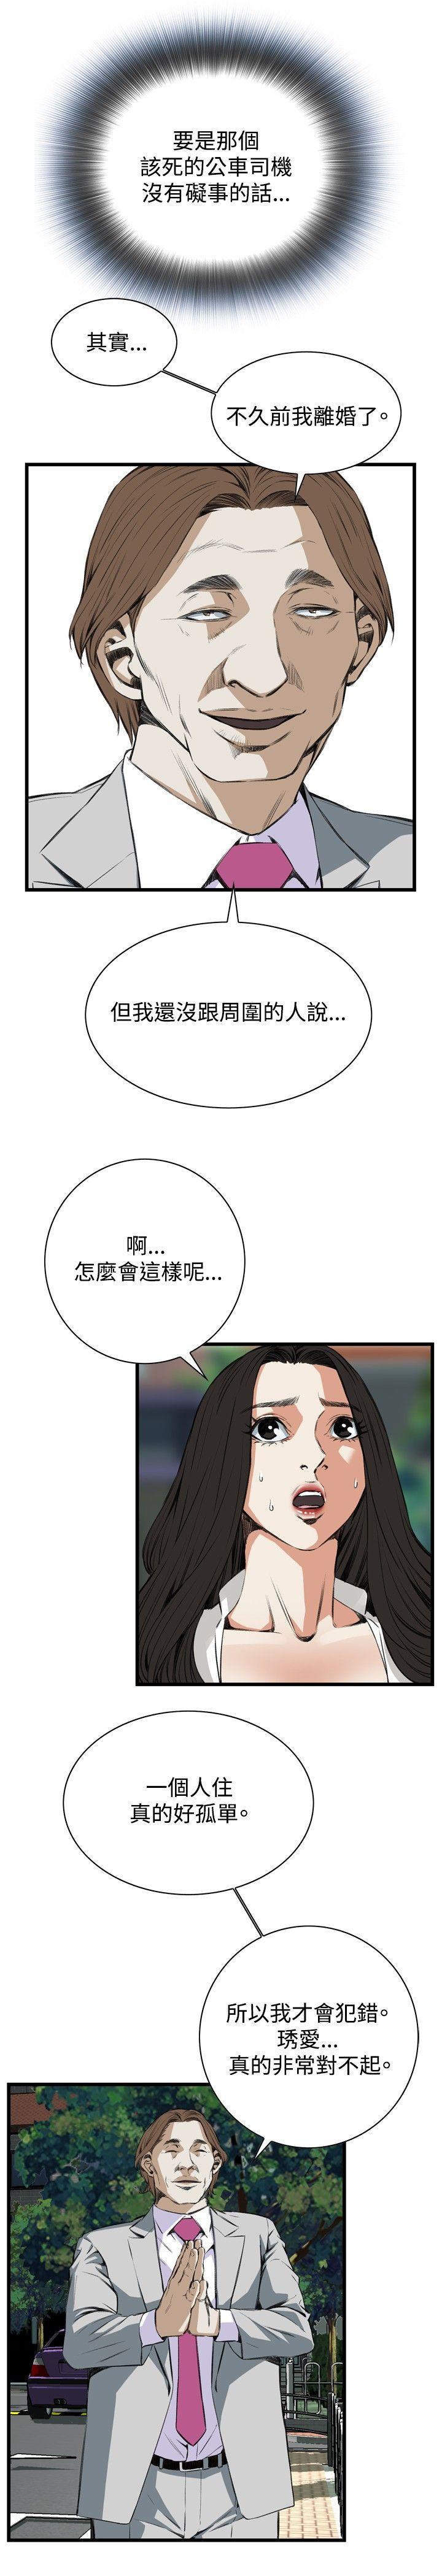 要是那個
該死的公車司機
沒有礙事的話...
其實...
不久前我離婚了。
但我還沒跟周圍的人說...
啊...
怎麼會這樣呢...
一個人住
真的好孤單。
所以我才會犯錯。
琇愛...
真的非常對不起。